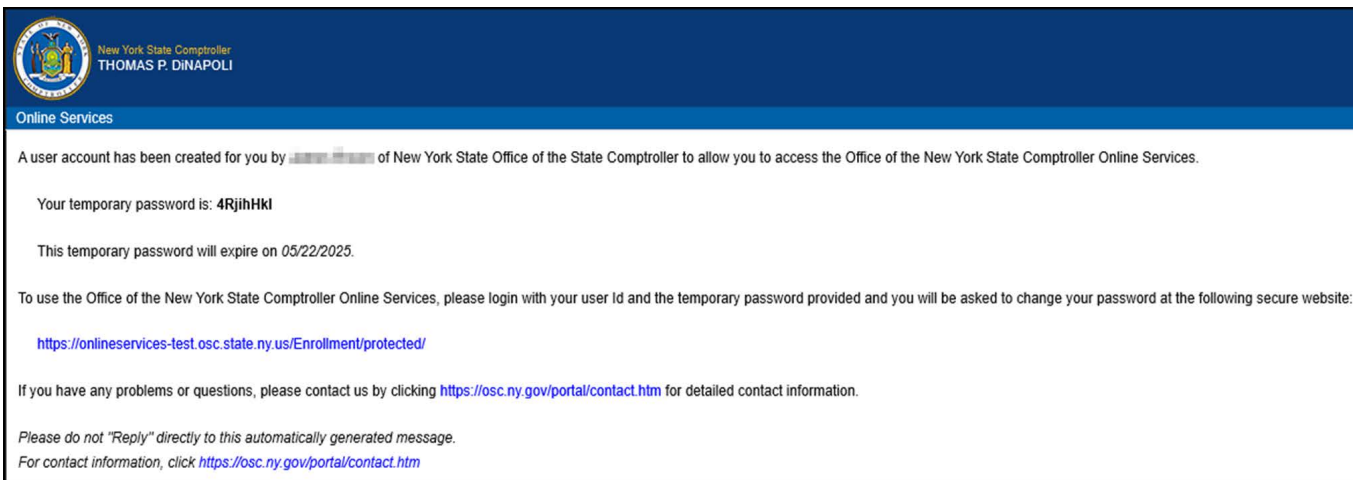 New York State Comptroller
THOMAS P. DiNAPOLI
Online Services
A user account has been created for you by of New York State Office of the State Comptroller to allow you to access the Office of the New York State Comptroller Online Services.
Your temporary password is: 4RjihHkI
This temporary password will expire on 05/22/2025.
To use the Office of the New York State Comptroller Online Services, please login with your user Id and the temporary password provided and you will be asked to change your password at the following secure website:
https://onlineservices-test.osc.state.ny.us/Enrollment/protected/
If you have any problems or questions, please contact us by clicking https://osc.ny.gov/portal/contact.htm for detailed contact information.
Please do not "Reply" directly to this automatically generated message.
For contact information, click https://osc.ny.gov/portal/contact.htm